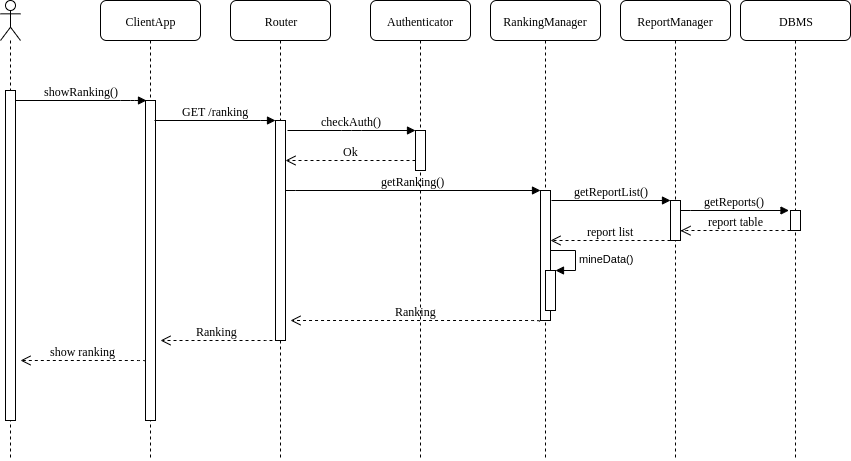 ClientApp
Router
Authenticator
RankingManager
ReportManager
DBMS
showRanking()
GET /ranking
checkAuth()
Ok
getRanking()
getReportList()
getReports()
report table
report list
mineData()
Ranking
Ranking
show ranking